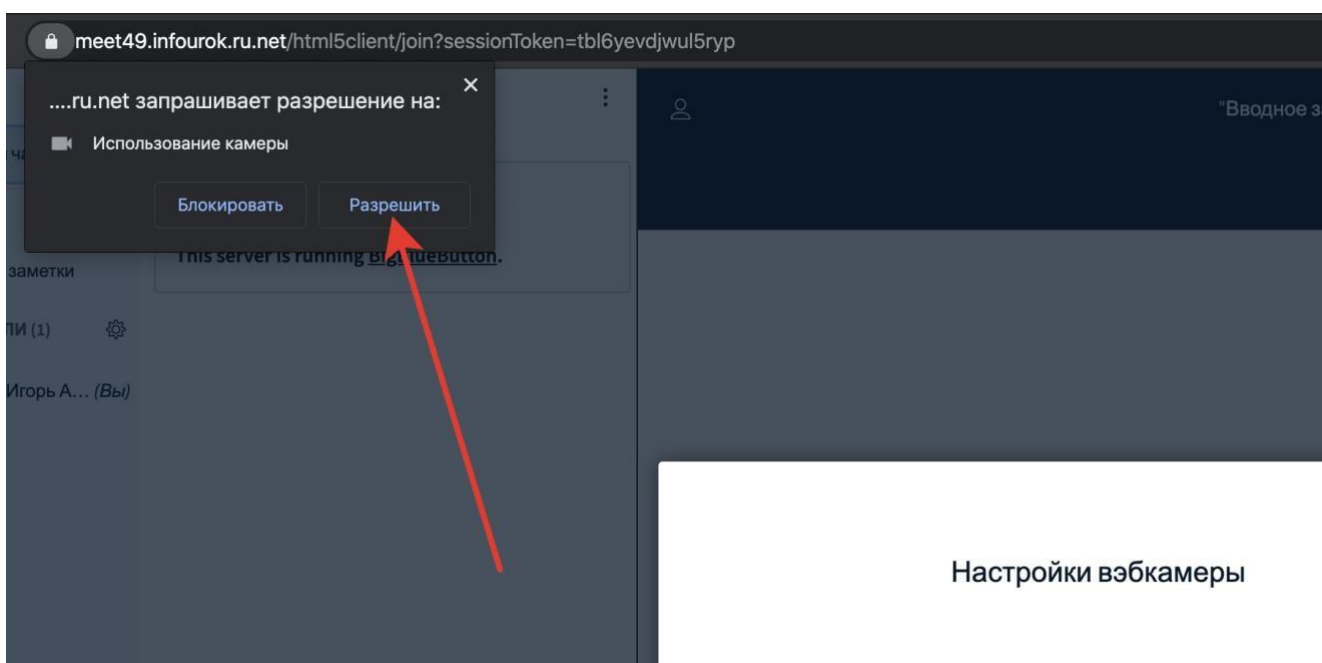 meet49.infourok.ru.net/html5client/join?sessionToken=tbl6yevdjwul5ryp
....ru.net запрашивает разрешение на:
Использование камеры
Блокировать Разрешить
"Вводное
This server is running BigBlueButton.
заметки
ЛИ (1)
Игорь А... (Вы)
Настройки вэбкамеры